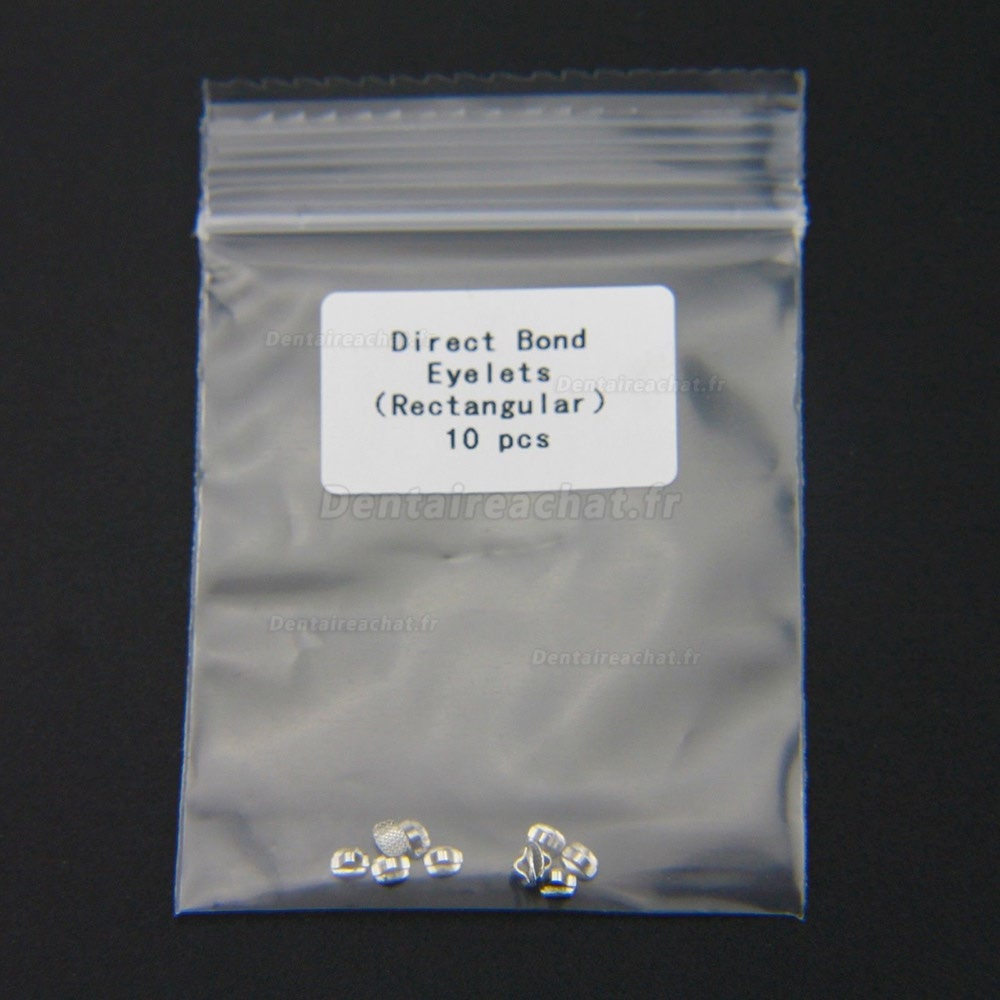 Direct Bond
Eyelets
(Rectangular)
10 pcs
Dentaireachat.fr
Dentaireachat.fr
Dentaireachat.fr
Dentaireachat.fr
Dentaireachat.fr